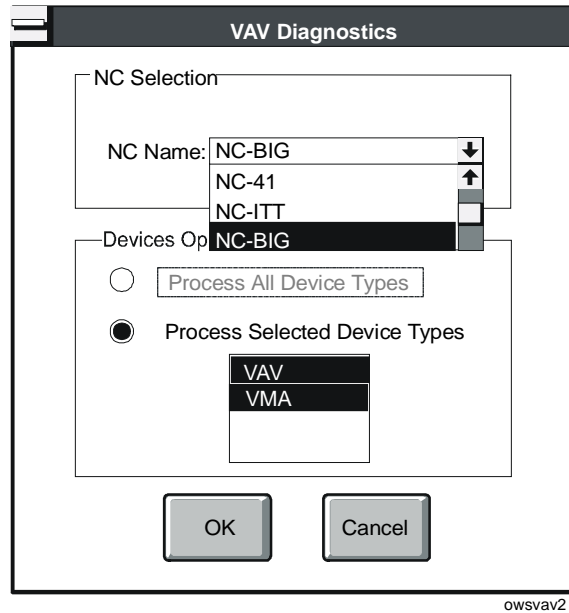 VAV Diagnostics
NC Selection
NC Name: NC-BIG
NC-41
NC-ITT
NC-BIG
Devices Op
Process All Device Types
Process Selected Device Types
VAV
VMA
OK Cancel
owsvav2